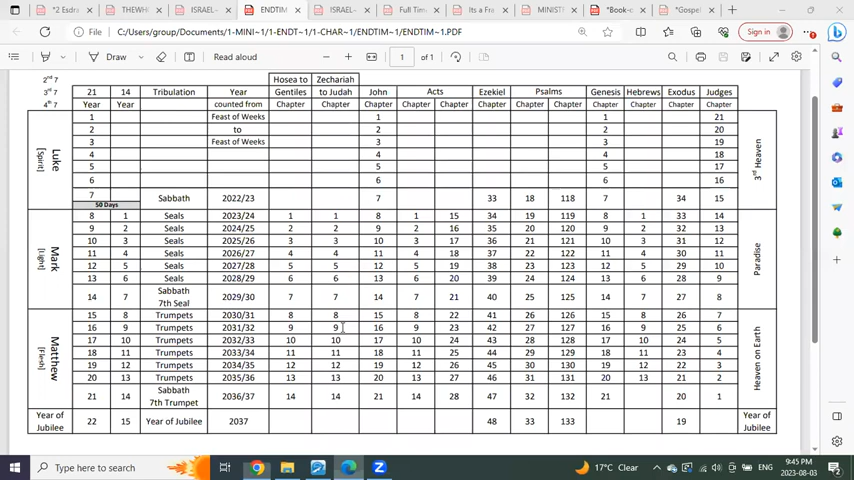 *2 Esdra
THEWHI
ISRAEL-
ENDTIM
ISRAEL-
Full Tim
Its a Fre
MINISTI
*Book-o
*Gospel
C:/Users/group/Documents/1-MINI~1/1-ENDT~1/1-CHAR~1/ENDTIM/ENDTIM~1.PDF
Sign in
Draw
Read aloud
1 of 1
2nd 7 Hosea to Zechariah
3rd 7 21 14 Tribulation Year Gentiles to Judah John Acts Ezekiel Psalms Genesis Hebrews Exodus Judges
4th 7 Year Year counted from Chapter Chapter Chapter Chapter Chapter Chapter Chapter Chapter Chapter Chapter Chapter Chapter
Luke
[Spirit]
1 Feast of Weeks 1 1 21
2 to 2 2 20
3 Feast of Weeks 3 3 19
4 4 4 18
5 5 5 17
6 6 6 16
7 Sabbath 2022/23 7 33 18 118 7 34 15
50 Days
3rd Heaven
Mark
[Light]
8 1 Seals 2023/24 1 1 8 1 15 34 19 119 8 1 33 14
9 2 Seals 2024/25 2 2 9 2 16 35 20 120 9 2 32 13
10 3 Seals 2025/26 3 3 10 3 17 36 21 121 10 3 31 12
11 4 Seals 2026/27 4 4 11 4 18 37 22 122 11 4 30 11
12 5 Seals 2027/28 5 5 12 5 19 38 23 123 12 5 29 10
13 6 Seals 2028/29 6 6 13 6 20 39 24 124 13 6 28 9
14 7 Sabbath 2029/30 7 7 14 7 21 40 25 125 14 7 27 8
7th Seal
Paradise
Matthew
[Flesh]
15 8 Trumpets 2030/31 8 8 15 8 22 41 26 126 15 8 26 7
16 9 Trumpets 2031/32 9 9 16 9 23 42 27 127 16 9 25 6
17 10 Trumpets 2032/33 10 10 17 10 24 43 28 128 17 10 24 5
18 11 Trumpets 2033/34 11 11 18 11 25 44 29 129 18 11 23 4
19 12 Trumpets 2034/35 12 12 19 12 26 45 30 130 19 12 22 3
20 13 Trumpets 2035/36 13 13 20 13 27 46 31 131 20 13 21 2
21 14 Sabbath 2036/37 14 14 21 14 28 47 32 132 21 20 1
7th Trumpet
Heaven on Earth
Year of 22 15 Year of Jubilee 2037 48 33 133 19 Year of
Jubilee Jubilee
Type here to search
17°C Clear
ENG
9:45 PM
2023-08-03
2